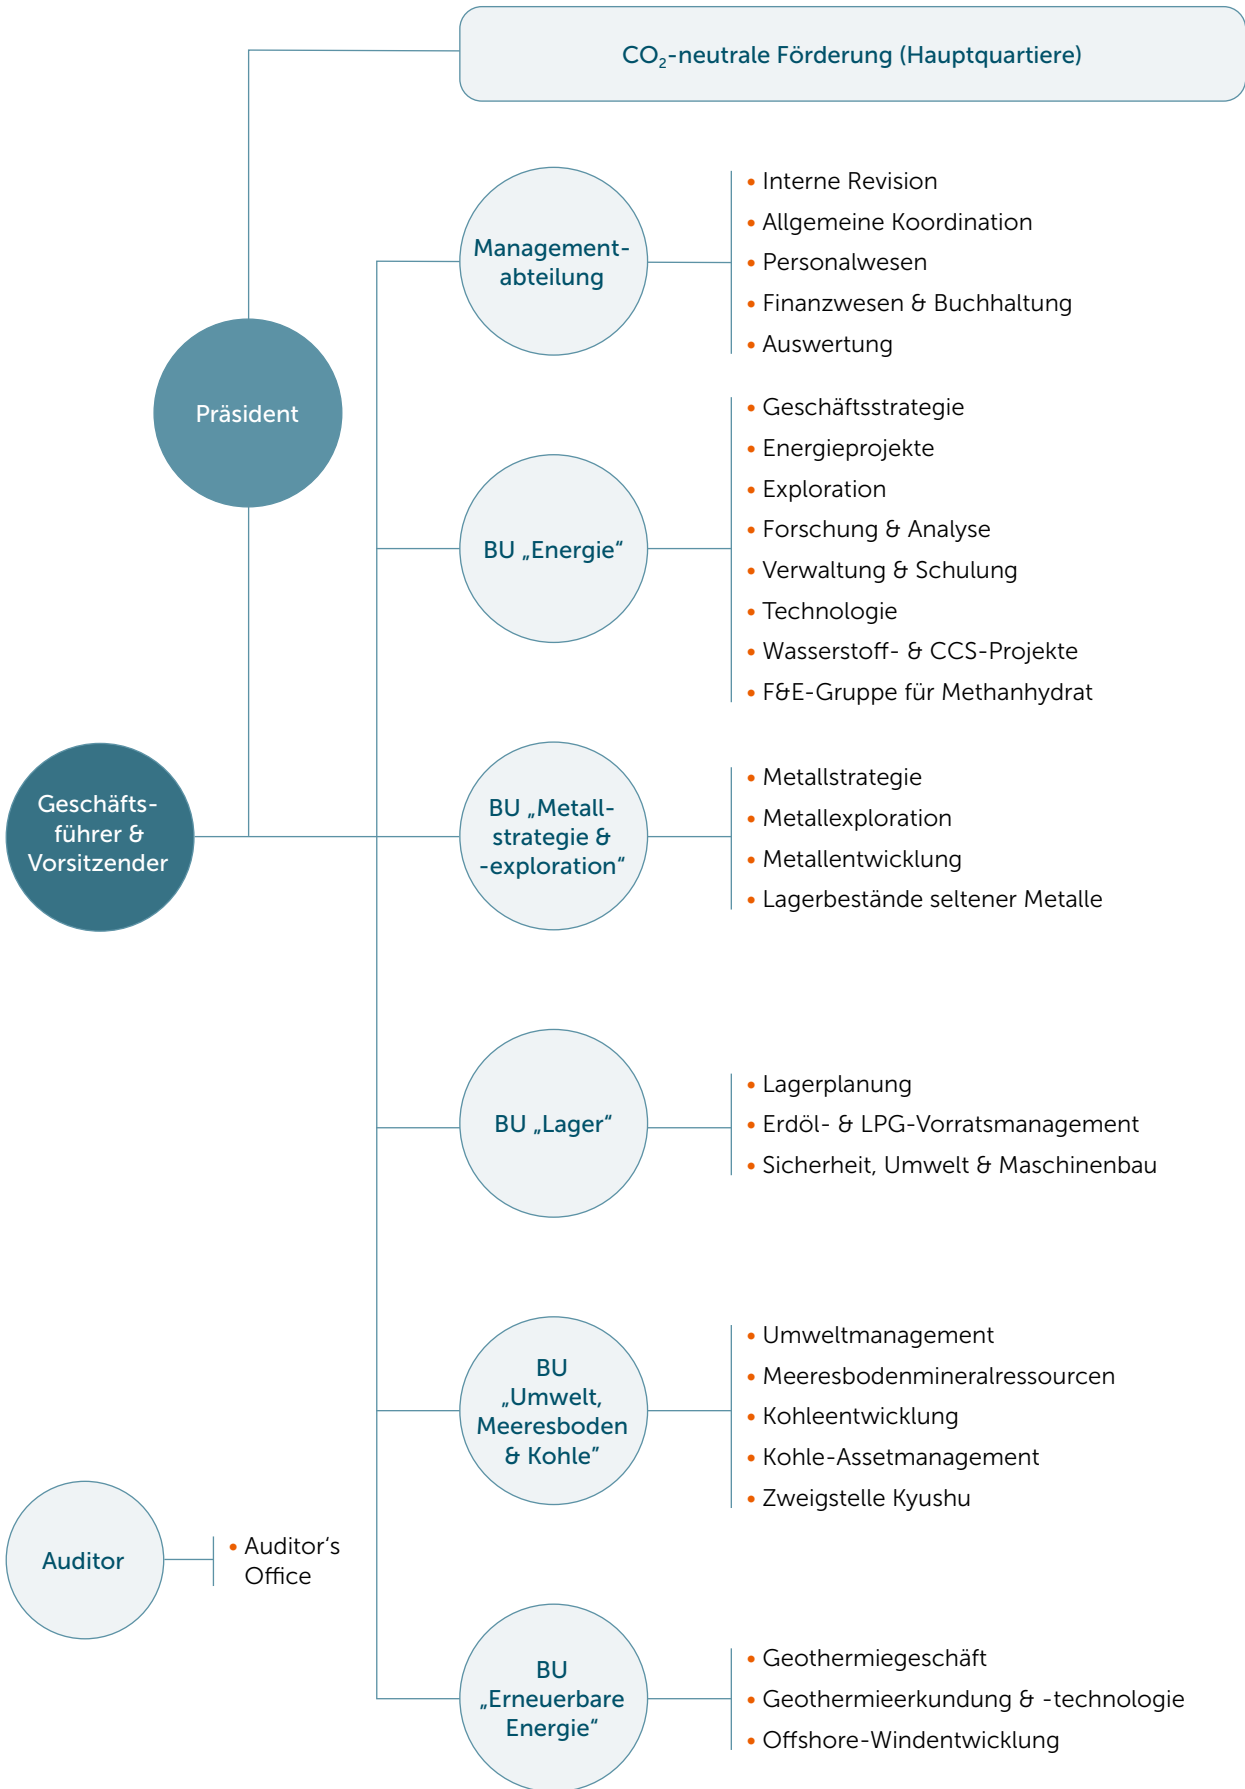 CO₂-neutrale Förderung (Hauptquartiere)
Management-
abteilung
• Interne Revision
• Allgemeine Koordination
• Personalwesen
• Finanzwesen & Buchhaltung
• Auswertung
Präsident
BU „Energie“
• Geschäftsstrategie
• Energieprojekte
• Exploration
• Forschung & Analyse
• Verwaltung & Schulung
• Technologie
• Wasserstoff- & CCS-Projekte
• F&E-Gruppe für Methanhydrat
Geschäfts-
führer &
Vorsitzender
BU „Metall-
strategie &
-exploration“
• Metallstrategie
• Metallexploration
• Metallentwicklung
• Lagerbestände seltener Metalle
BU „Lager“
• Lagerplanung
• Erdöl- & LPG-Vorratsmanagement
• Sicherheit, Umwelt & Maschinenbau
BU
„Umwelt,
Meeresboden
& Kohle”
• Umweltmanagement
• Meeresbodenmineralressourcen
• Kohleentwicklung
• Kohle-Assetmanagement
• Zweigstelle Kyushu
Auditor
• Auditor‘s
Office
BU
„Erneuerbare
Energie“
• Geothermiegeschäft
• Geothermieerkundung & -technologie
• Offshore-Windentwicklung